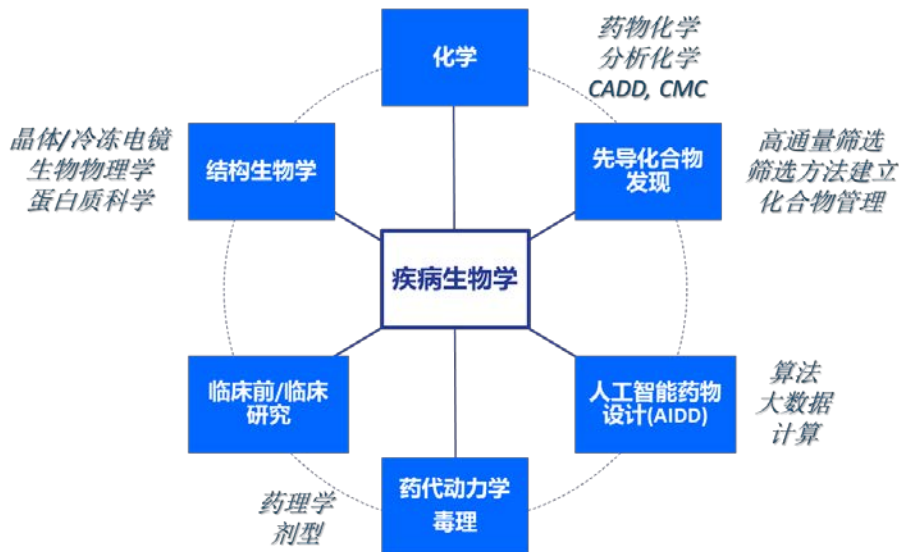 化学
药物化学
分析化学
CADD, CMC
晶体/冷冻电镜
生物物理学
蛋白质科学
结构生物学
先导化合物
发现
高通量筛选
筛选方法建立
化合物管理
疾病生物学
临床前/临床
研究
人工智能药物
设计(AIDD)
算法
大数据
计算
药理学
剂型
药代动力学
毒理